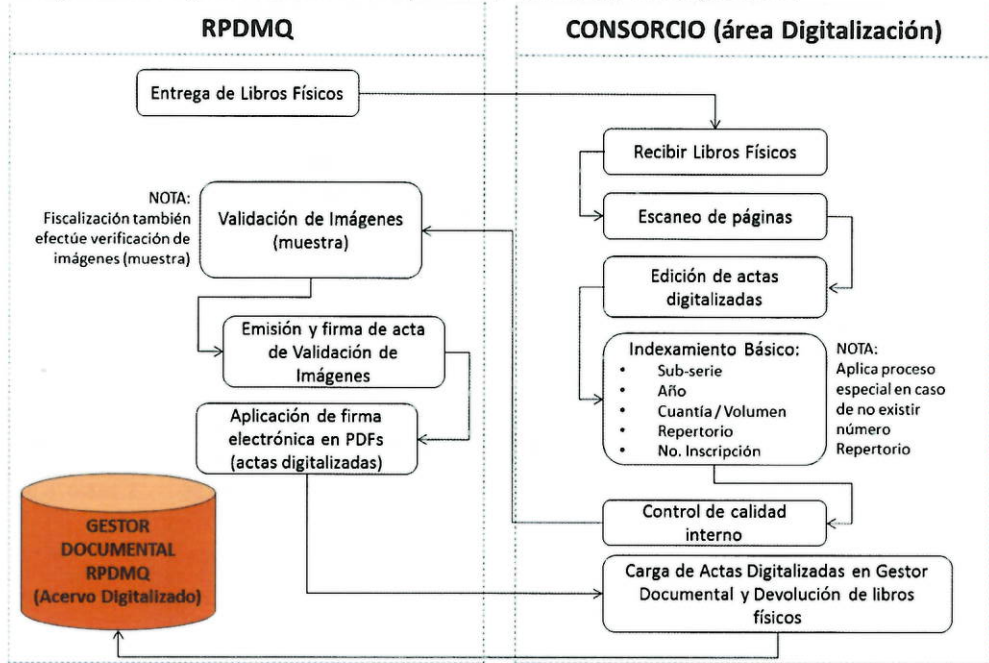 RPDMQ
CONSORCIO (área Digitalización)
Entrega de Libros Físicos
Recibir Libros Físicos
Escaneo de páginas
Edición de actas
digitalizadas
Indexamiento Básico:
• Sub-serie
• Año
• Cuantía / Volumen
• Repertorio
• No. Inscripción
NOTA:
Aplica proceso
especial en caso
de no existir
número
Repertorio
Control de calidad
interno
NOTA:
Fiscalización también
efectúe verificación de
imágenes (muestra)
Validación de Imágenes
(muestra)
Emisión y firma de acta
de Validación de
Imágenes
Aplicación de firma
electrónica en PDFs
(actas digitalizadas)
Carga de Actas Digitalizadas en Gestor
Documental y Devolución de libros
físicos
GESTOR
DOCUMENTAL
RPDMQ
(Acervo Digitalizado)